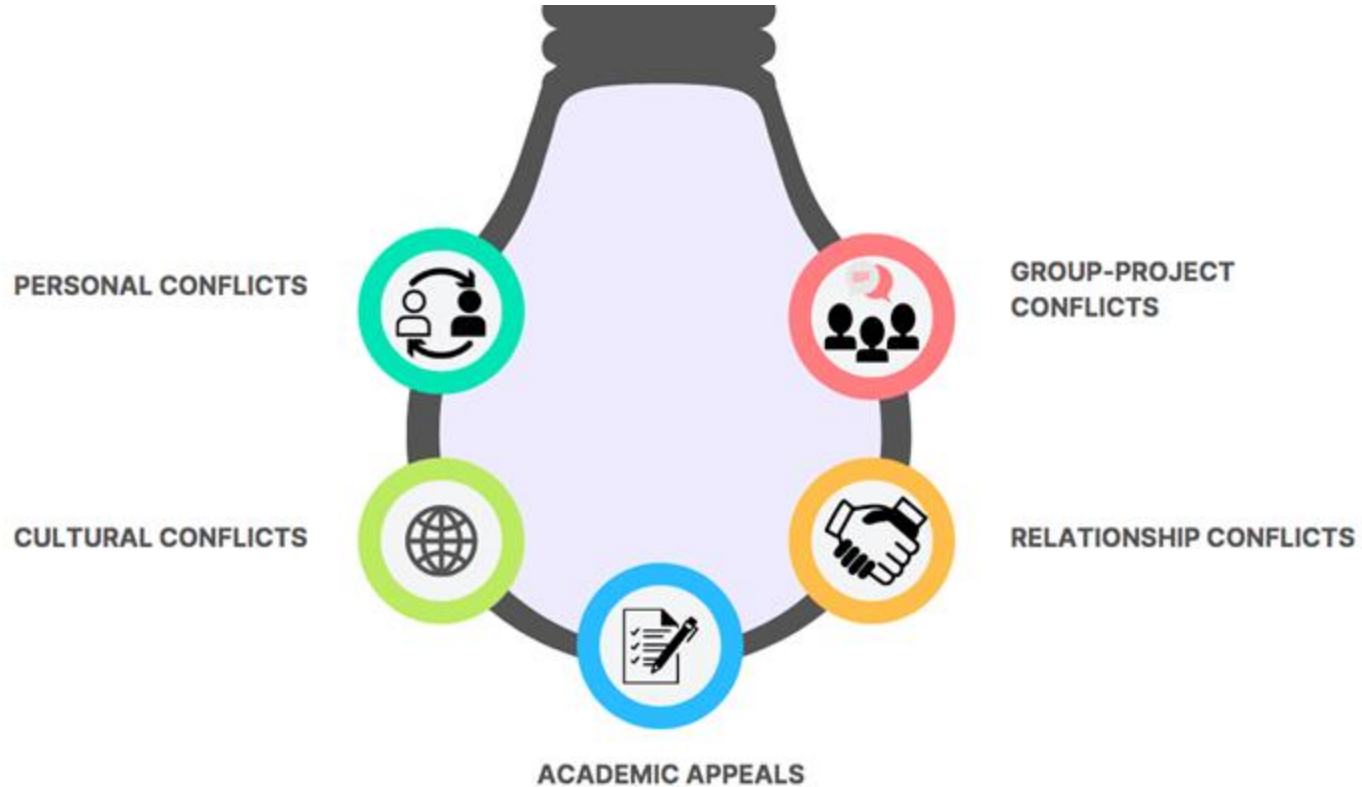 PERSONAL CONFLICTS
GROUP-PROJECT
CONFLICTS
CULTURAL CONFLICTS
RELATIONSHIP CONFLICTS
ACADEMIC APPEALS